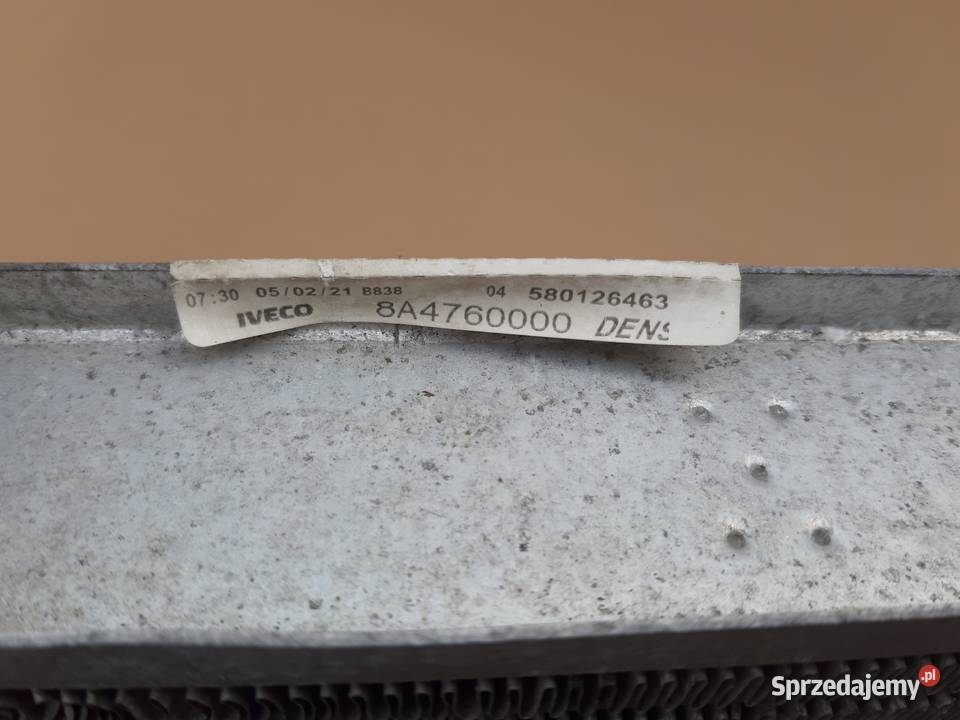 07:30 05/02/21 B838 04 580126463
IVECO 8A4760000 DENS
Sprzedajemy.pl